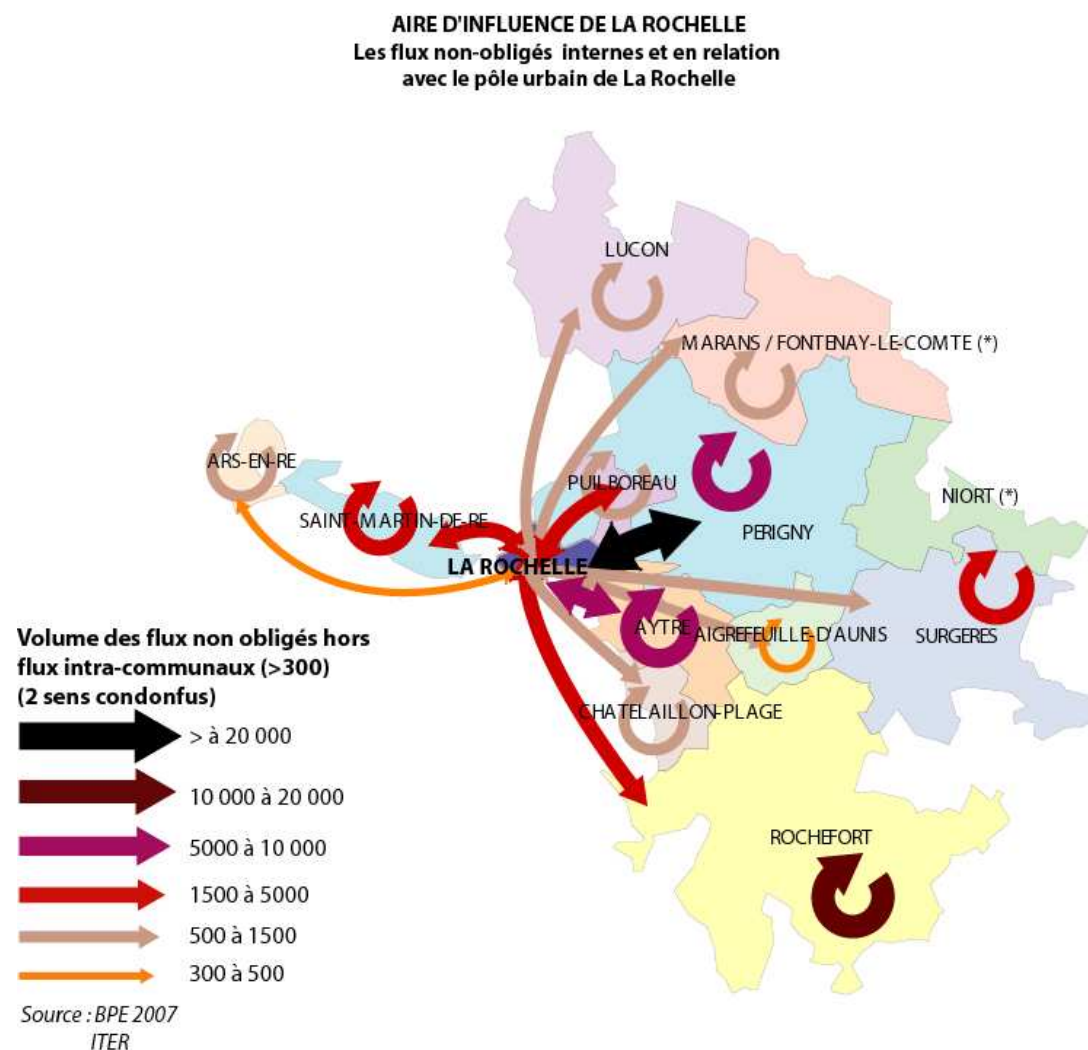 AIRE D'INFLUENCE DE LA ROCHELLE
Les flux non-obligés internes et en relation
avec le pôle urbain de La Rochelle
LUCON
MARANS / FONTENAY-LE-COMTE (*)
ARS-EN-RE
PUILBOREAU
NIORT (*)
SAINT-MARTIN-DE-RE
PERIGNY
LA ROCHELLE
AYTRE
AIGREFEUILLE-D'AUNIS
SURGERES
CHATELAILLON-PLAGE
ROCHEFORT
Volume des flux non obligés hors
flux intra-communaux (>300)
(2 sens condonfus)
> à 20 000
10 000 à 20 000
5000 à 10 000
1500 à 5000
500 à 1500
300 à 500
Source : BPE 2007
ITER